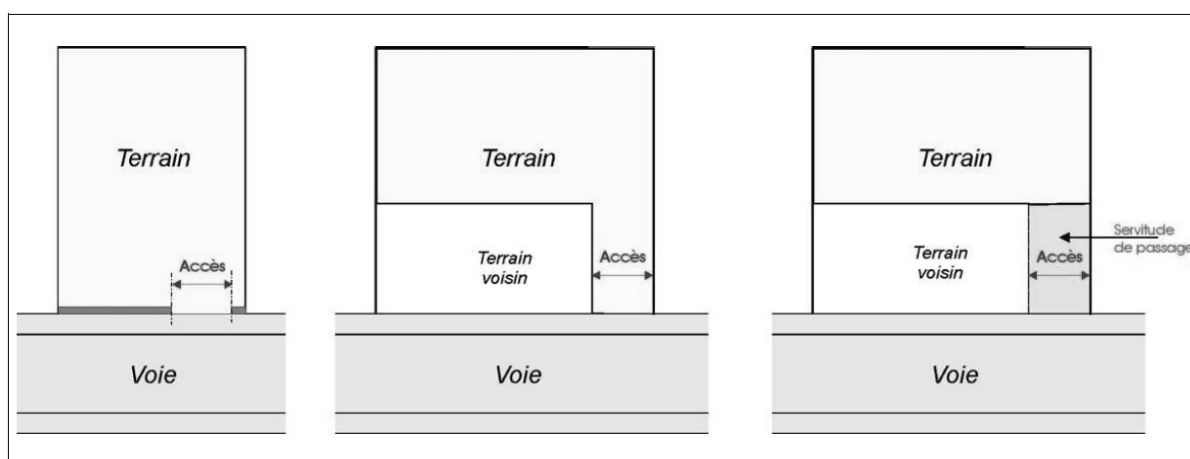 Terrain
Accès
Voie
Terrain
Terrain
voisin
Accès
Voie
Terrain
Terrain
voisin
Accès
Servitude
de passage
Voie